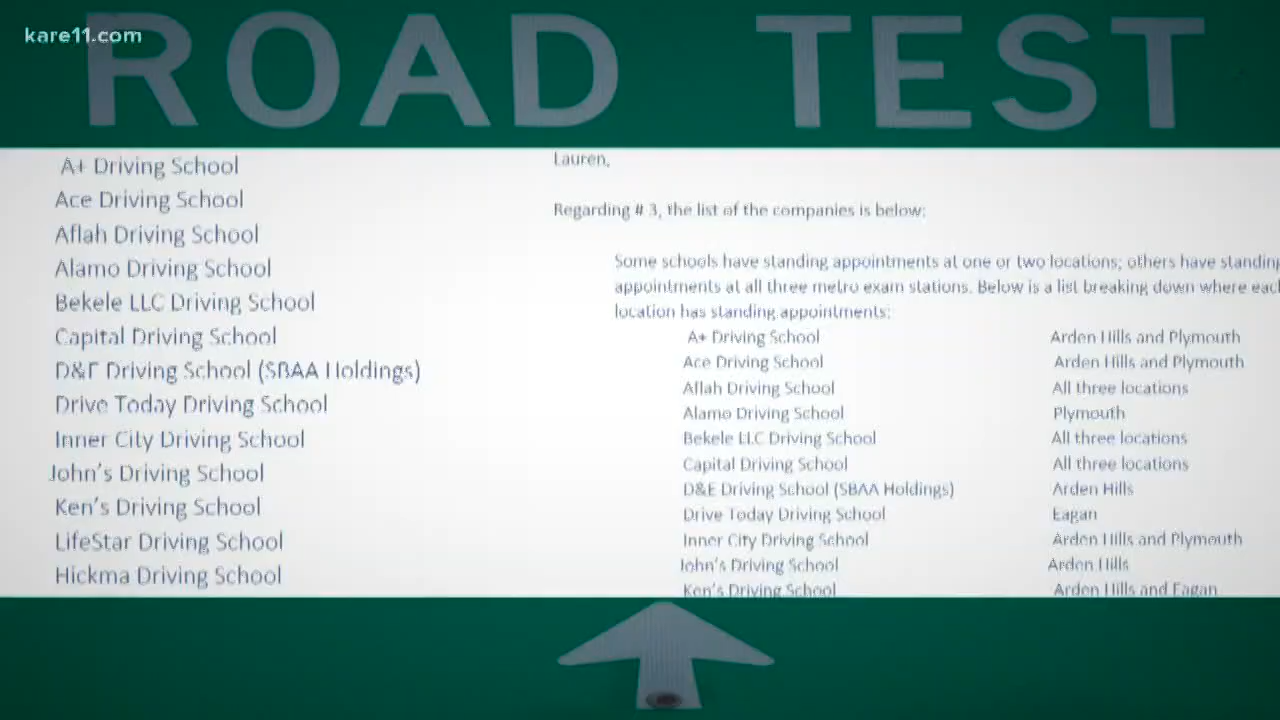 kare11.com
ROAD TEST
A+ Driving School
Ace Driving School
Aflah Driving School
Alamo Driving School
Bekele LLC Driving School
Capital Driving School
D&E Driving School (SBAA Holdings)
Drive Today Driving School
Inner City Driving School
John's Driving School
Ken's Driving School
LifeStar Driving School
Hickma Driving School
Lauren,
Regarding # 3, the list of the companies is below:
Some schools have standing appointments at one or two locations; others have standing
appointments at all three metro exam stations. Below is a list breaking down where each
location has standing appointments:
A+ Driving School Arden Hills and Plymouth
Ace Driving School Arden Hills and Plymouth
Aflah Driving School All three locations
Alamo Driving School Plymouth
Bekele LLC Driving School All three locations
Capital Driving School All three locations
D&E Driving School (SBAA Holdings) Arden Hills
Drive Today Driving School Eagan
Inner City Driving School Arden Hills and Plymouth
John's Driving School Arden Hills
Ken's Driving School Arden Hills and Eagan